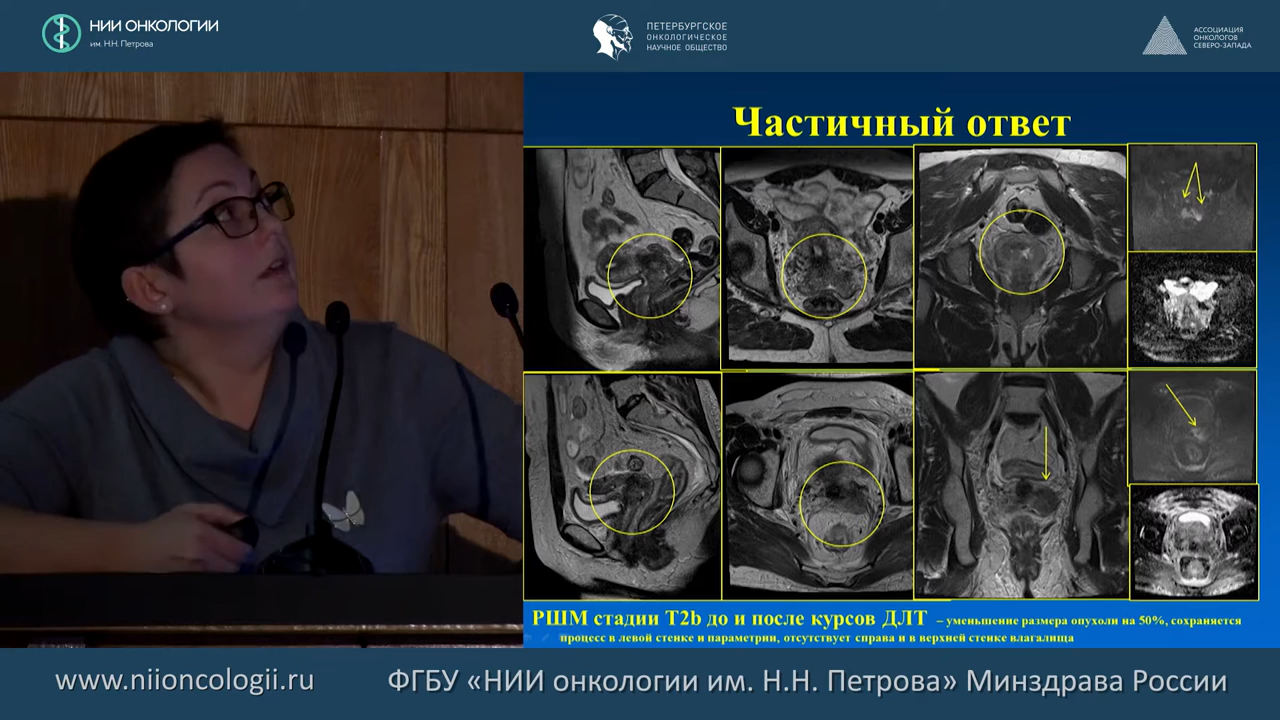 НИИ ОНКОЛОГИИ
им. Н.Н. Петрова
ПЕТЕРБУРГСКОЕ
ОНКОЛОГИЧЕСКОЕ
НАУЧНОЕ ОБЩЕСТВО
АССОЦИАЦИЯ
ОНКОЛОГОВ
СЕВЕРО-ЗАПАДА
Частичный ответ
РШМ стадии T2b до и после курсов ДЛТ – уменьшение размера опухоли на 50%, сохраняется
процесс в левой стенке и параметрии, отсутствует справа и в верхней стенке влагалища
www.niioncologii.ru
ФГБУ «НИИ онкологии им. Н.Н. Петрова» Минздрава России